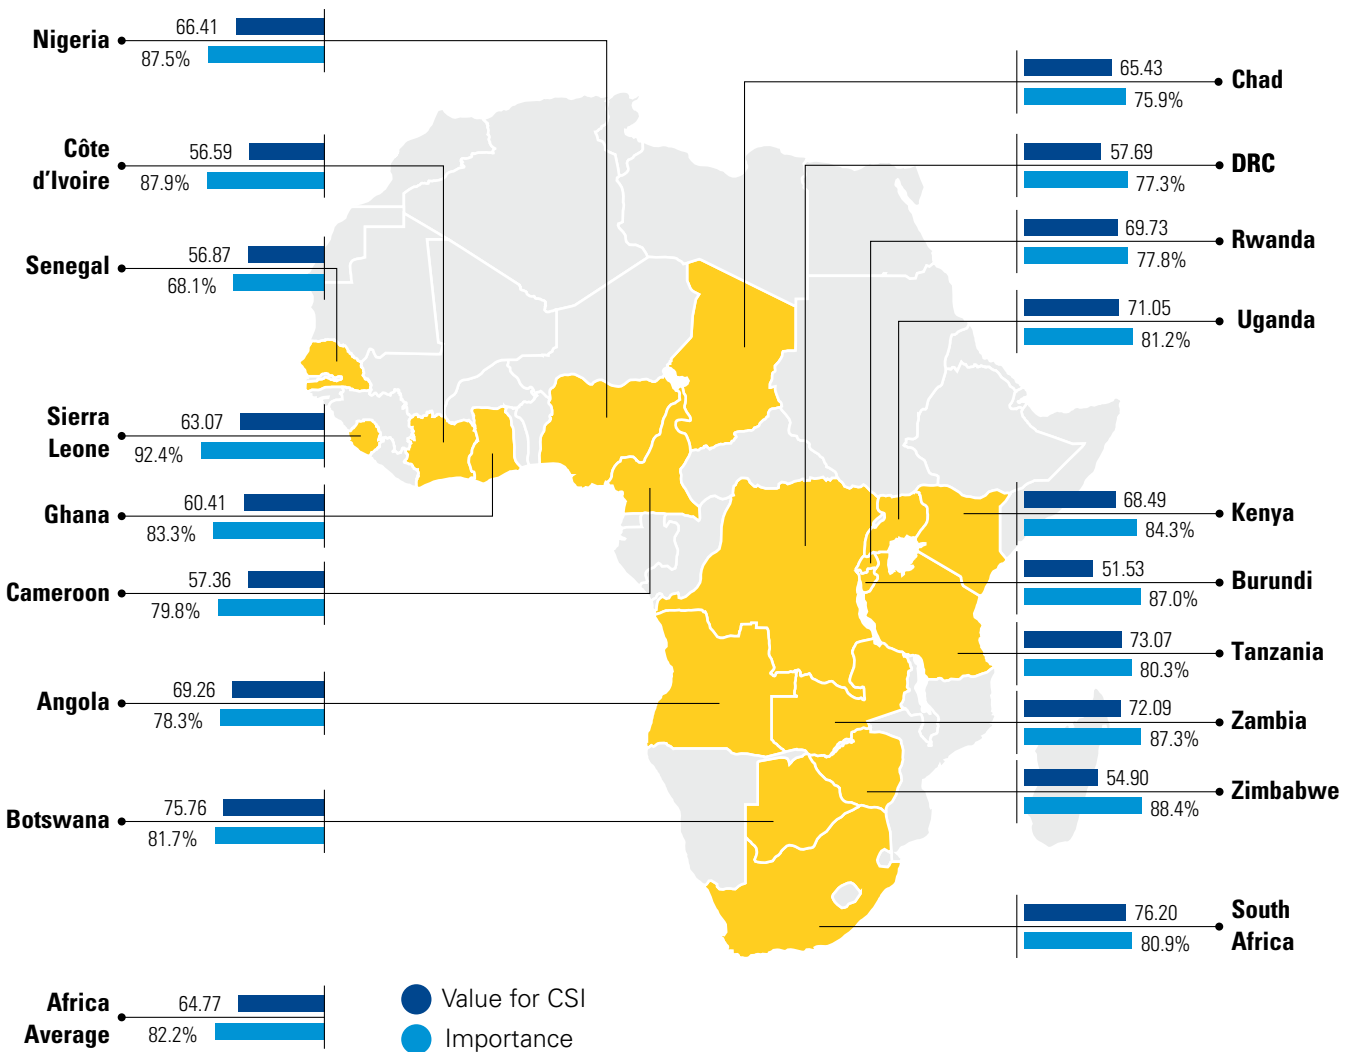 Nigeria
66.41
87.5%
Côte
d'Ivoire
56.59
87.9%
Senegal
56.87
68.1%
Sierra
Leone
63.07
92.4%
Ghana
60.41
83.3%
Cameroon
57.36
79.8%
Angola
69.26
78.3%
Botswana
75.76
81.7%
Africa
Average
64.77
82.2%
65.43
75.9%
Chad
57.69
77.3%
DRC
69.73
77.8%
Rwanda
71.05
81.2%
Uganda
68.49
84.3%
Kenya
51.53
87.0%
Burundi
73.07
80.3%
Tanzania
72.09
87.3%
Zambia
54.90
88.4%
Zimbabwe
76.20
80.9%
South
Africa
Value for CSI
Importance